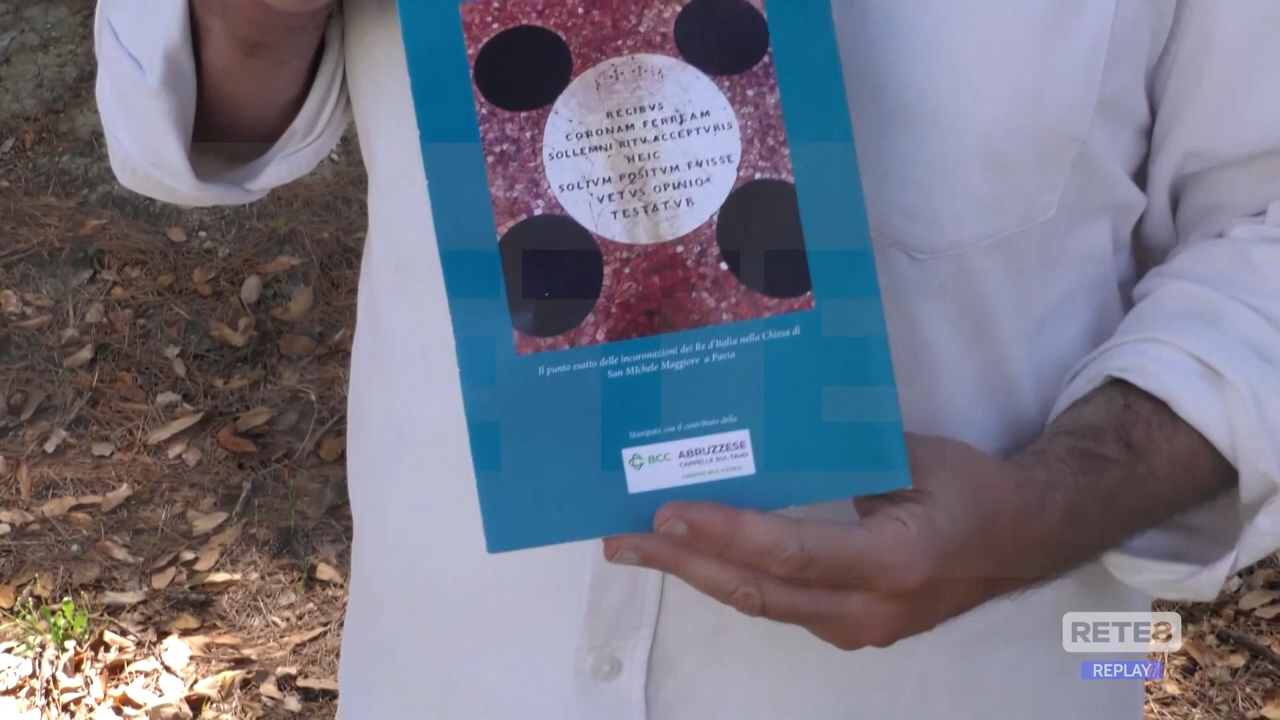 REGIBVS
CORONAM FERREAM
SOLLEMNI RITV ACCEPTVRIS
HEIC
SOLIVM POSITVM FVISSE
VETVS OPINIO
TESTATVR
Il punto esatto delle incoronazioni dei Re d'Italia nella Chiesa di
San MIchele Maggiore a Pavia
Stampato con il contributo della
BCC ABRUZZESE
CAPPELLE SUL TAVO
RETE8
REPLAY